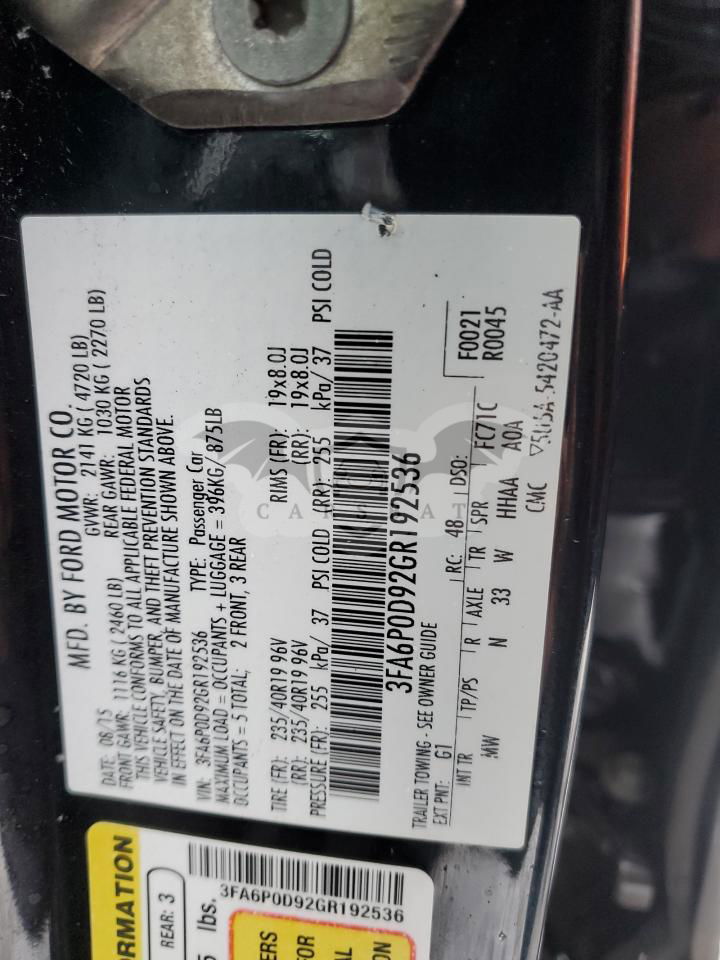 MFD. BY FORD MOTOR CO.
DATE: 08/15 GVWR: 2141 KG ( 4720 LB)
FRONT GAWR: 1116 KG ( 2460 LB) REAR GAWR: 1030 KG ( 2270 LB)
THIS VEHICLE CONFORMS TO ALL APPLICABLE FEDERAL MOTOR
VEHICLE SAFETY, BUMPER, AND THEFT PREVENTION STANDARDS
IN EFFECT ON THE DATE OF MANUFACTURE SHOWN ABOVE.
VIN: 3FA6P0D92GR192536 TYPE: Passenger Car
MAXIMUM LOAD = OCCUPANTS + LUGGAGE = 396KG/ 875LB
OCCUPANTS = 5 TOTAL; 2 FRONT, 3 REAR
TIRE (FR): 235/40R19 96V RIMS (FR): 19x8.0J
(RR): 235/40R19 96V (RR): 19x8.0J
PRESSURE (FR): 255 kPa/ 37 PSI COLD (RR): 255 kPa/ 37 PSI COLD
3FA6P0D92GR192536
TRAILER TOWING - SEE OWNER GUIDE
EXT PNT: G1 RC: 48 DSO: F0021
R0045
INT TR TP/PS R AXLE TR SPR FC71C
MW N 33 W HHAA A0A
CMC 5U5A-5420472-AA
CARSBAT
RMATION
REAR: 3
lbs.
3FA6P0D92GR192536